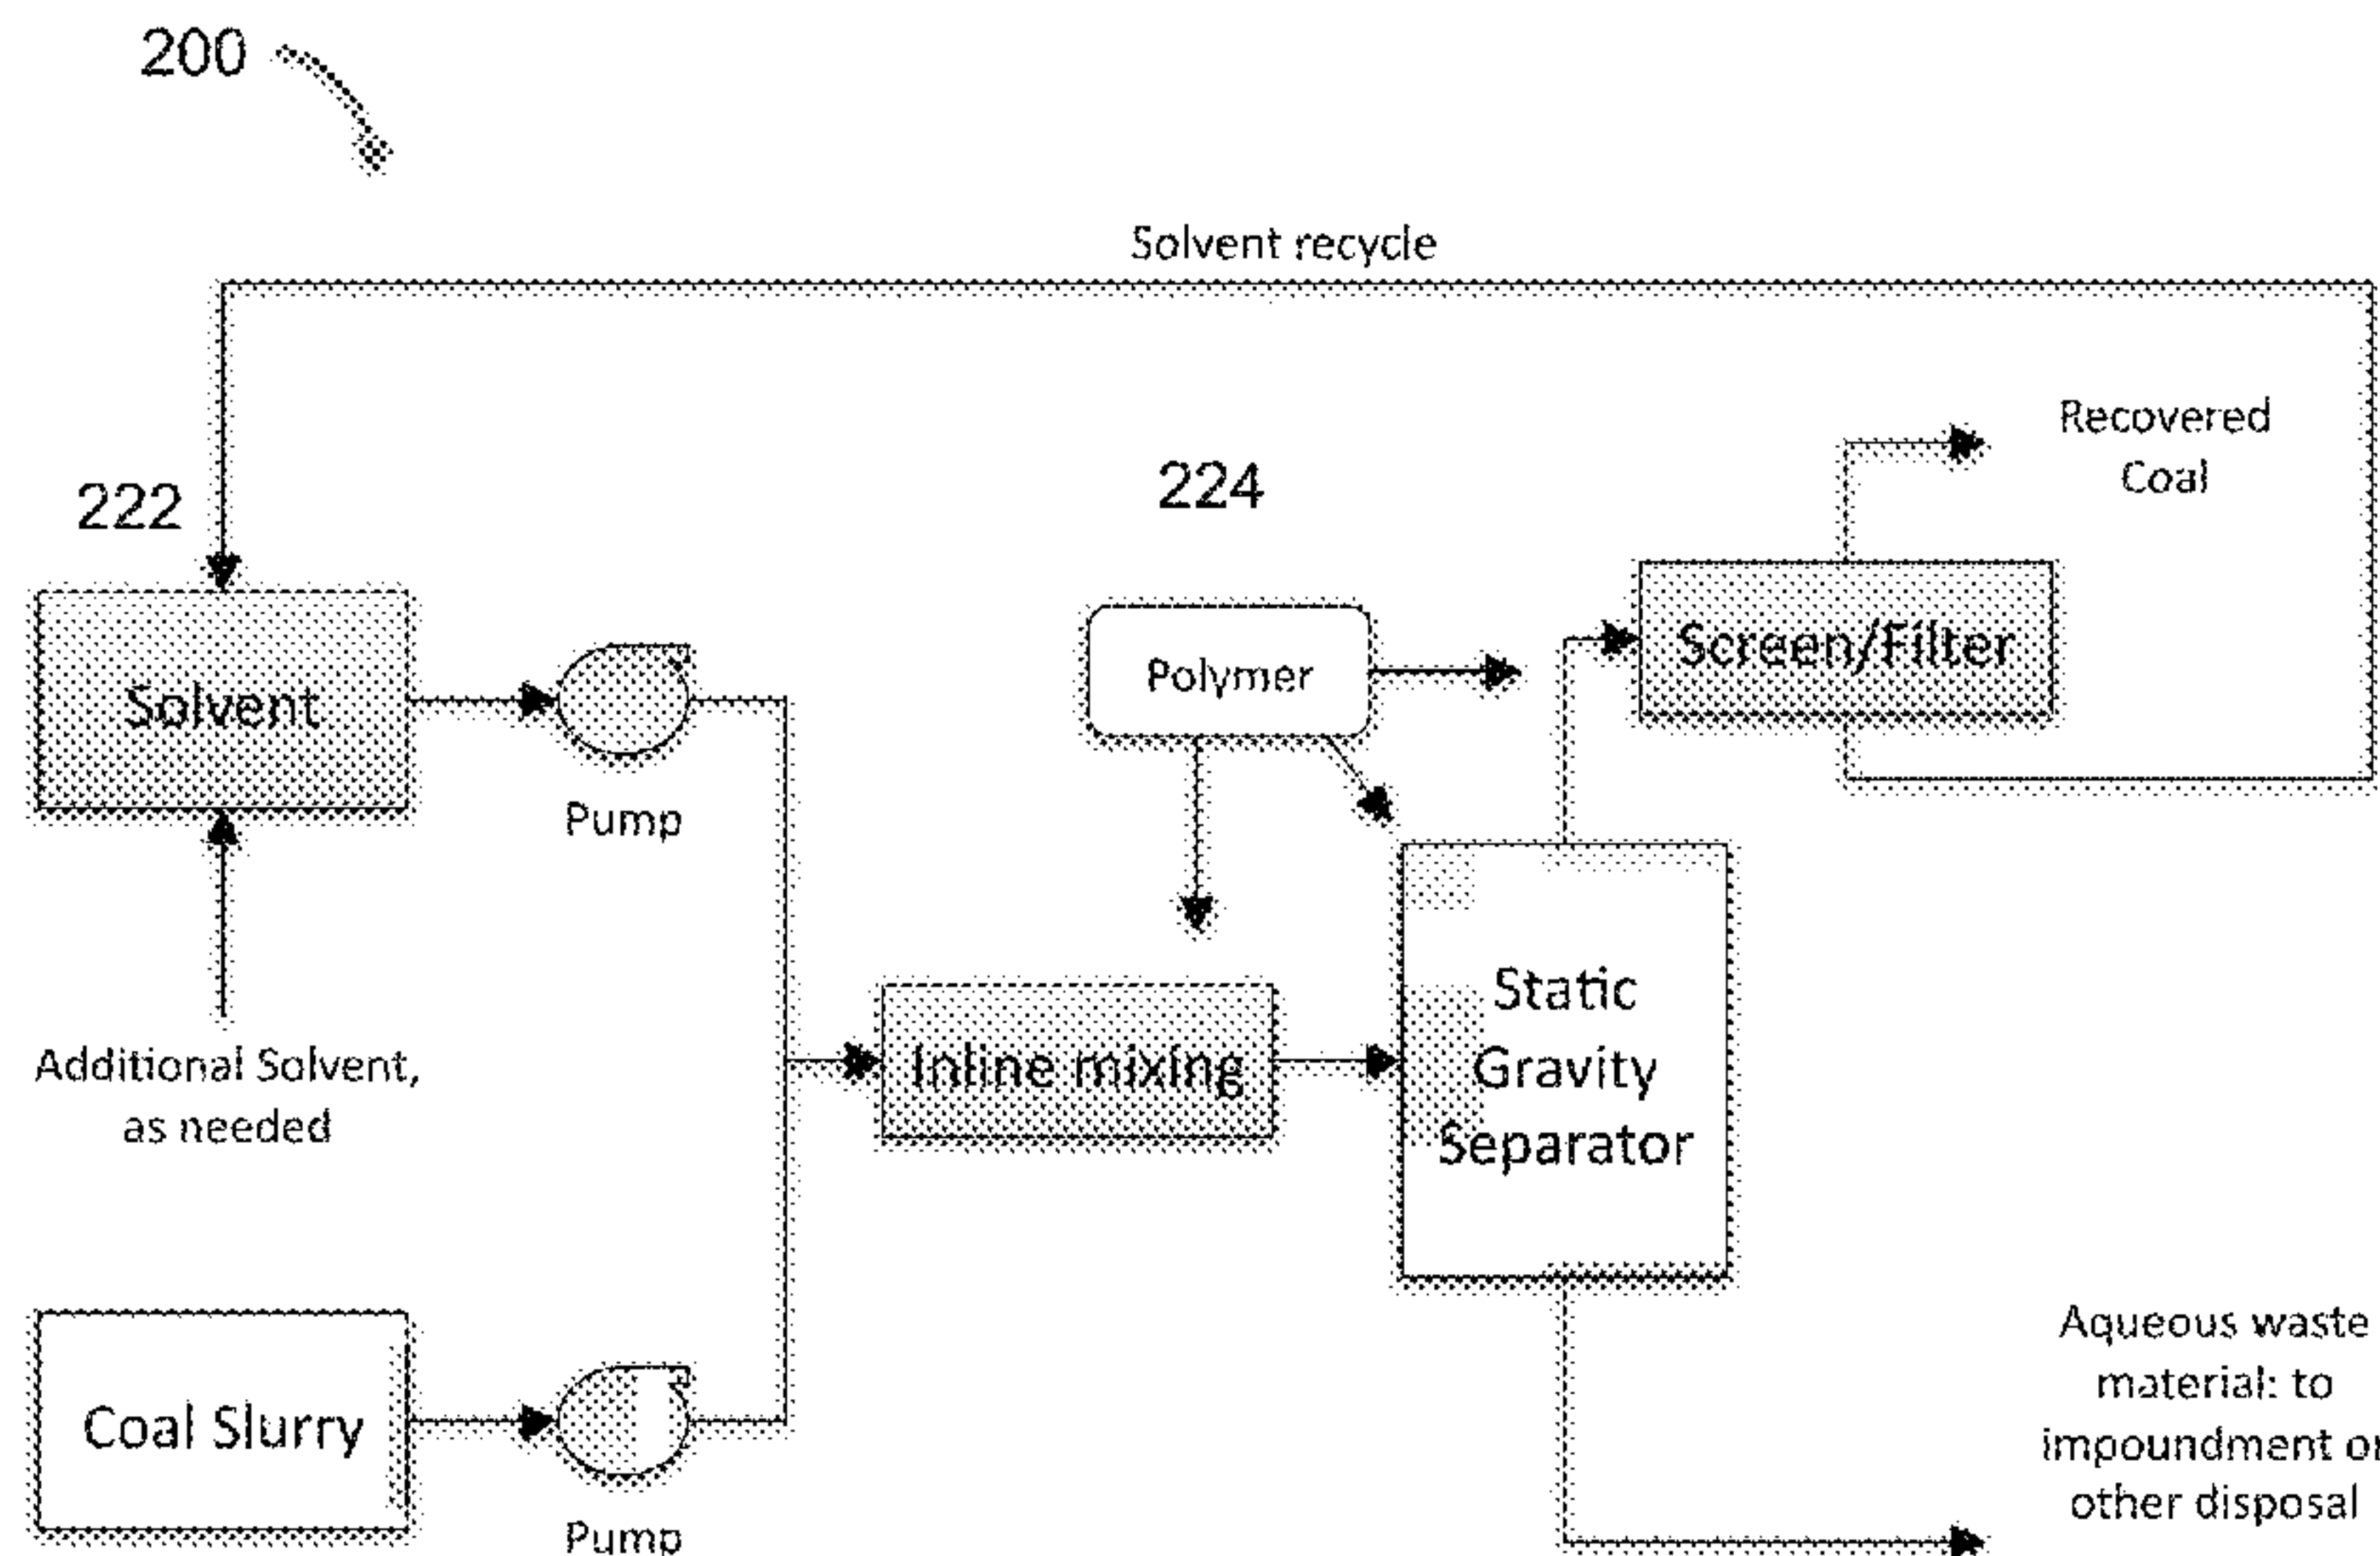 200
Solvent recycle
Recovered
Coal
222
224
Solvent
Pump
Polymer
Screen/Filter
Additional Solvent,
as needed
Inline mixing
Static
Gravity
Separator
Coal Slurry
Pump
Aqueous waste
material: to
impoundment or
other disposal